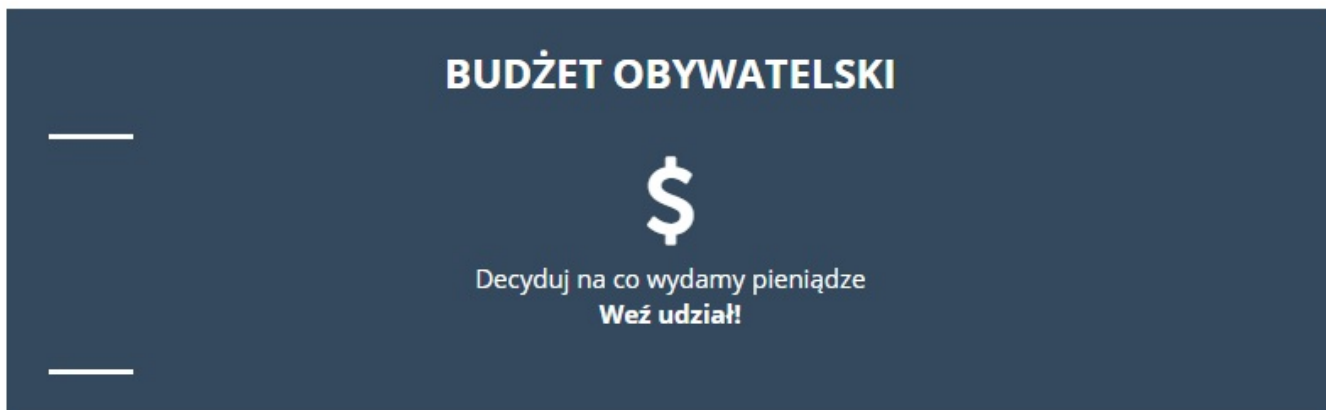 BUDŻET OBYWATELSKI
$
Decyduj na co wydamy pieniądze
Weź udział!